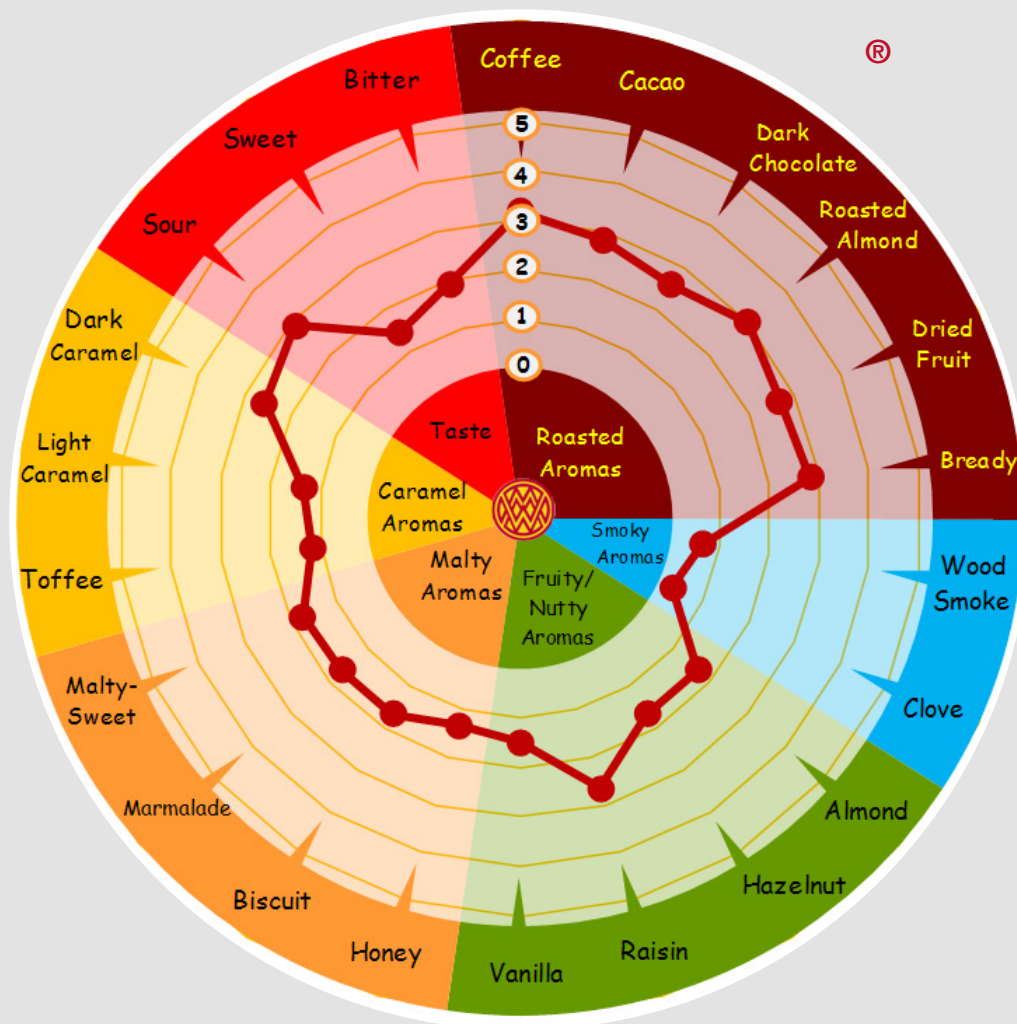 ®
Coffee
Cacao
Dark
Chocolate
Roasted
Almond
Dried
Fruit
Bready
Wood
Smoke
Clove
Almond
Hazelnut
Raisin
Vanilla
Honey
Biscuit
Marmalade
Malty-
Sweet
Toffee
Light
Caramel
Dark
Caramel
Sour
Sweet
Bitter
5
4
3
2
1
0
Taste
Roasted
Aromas
Caramel
Aromas
Smoky
Aromas
Malty
Aromas
Fruity/
Nutty
Aromas